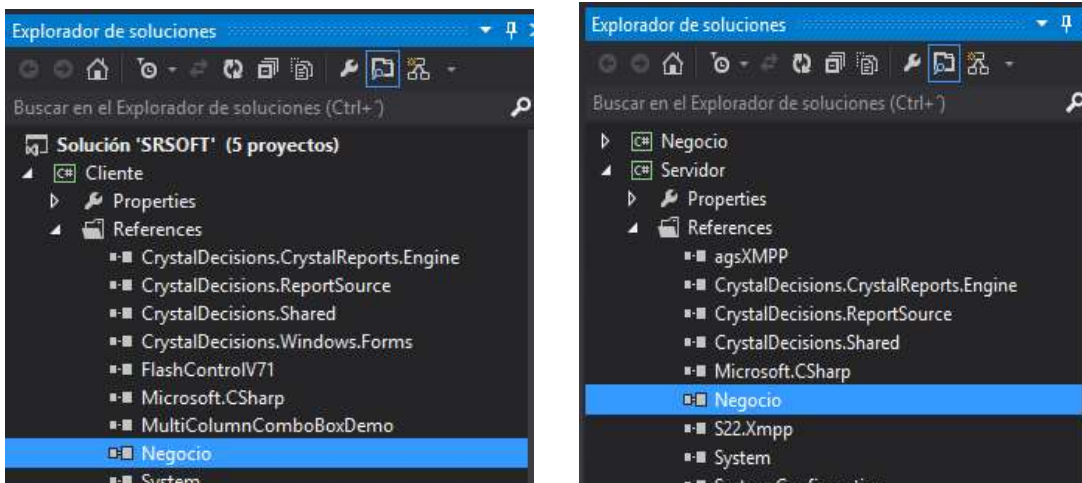 Explorador de soluciones
Buscar en el Explorador de soluciones (Ctrl+´)
Solución 'SRSOFT' (5 proyectos)
C# Cliente
Properties
References
CrystalDecisions.CrystalReports.Engine
CrystalDecisions.ReportSource
CrystalDecisions.Shared
CrystalDecisions.Windows.Forms
FlashControlV71
Microsoft.CSharp
MultiColumnComboBoxDemo
Negocio
System
Explorador de soluciones
Buscar en el Explorador de soluciones (Ctrl+´)
C# Negocio
C# Servidor
Properties
References
agsXMPP
CrystalDecisions.CrystalReports.Engine
CrystalDecisions.ReportSource
CrystalDecisions.Shared
Microsoft.CSharp
Negocio
S22.Xmpp
System